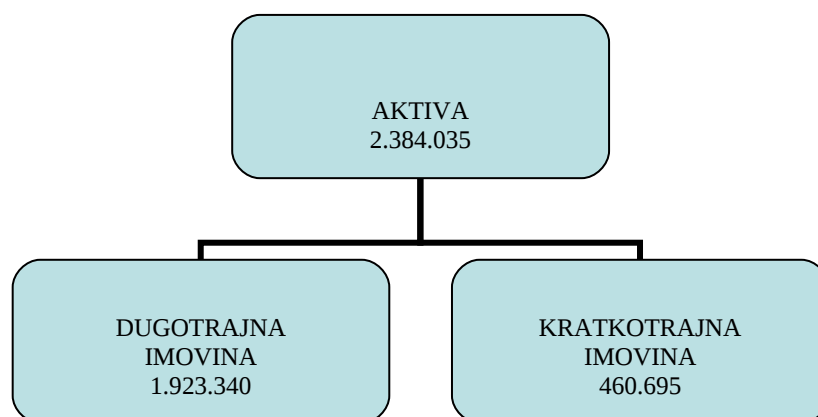 AKTIVA
2.384.035
DUGOTRAJNA
IMOVINA
1.923.340
KRATKOTRAJNA
IMOVINA
460.695